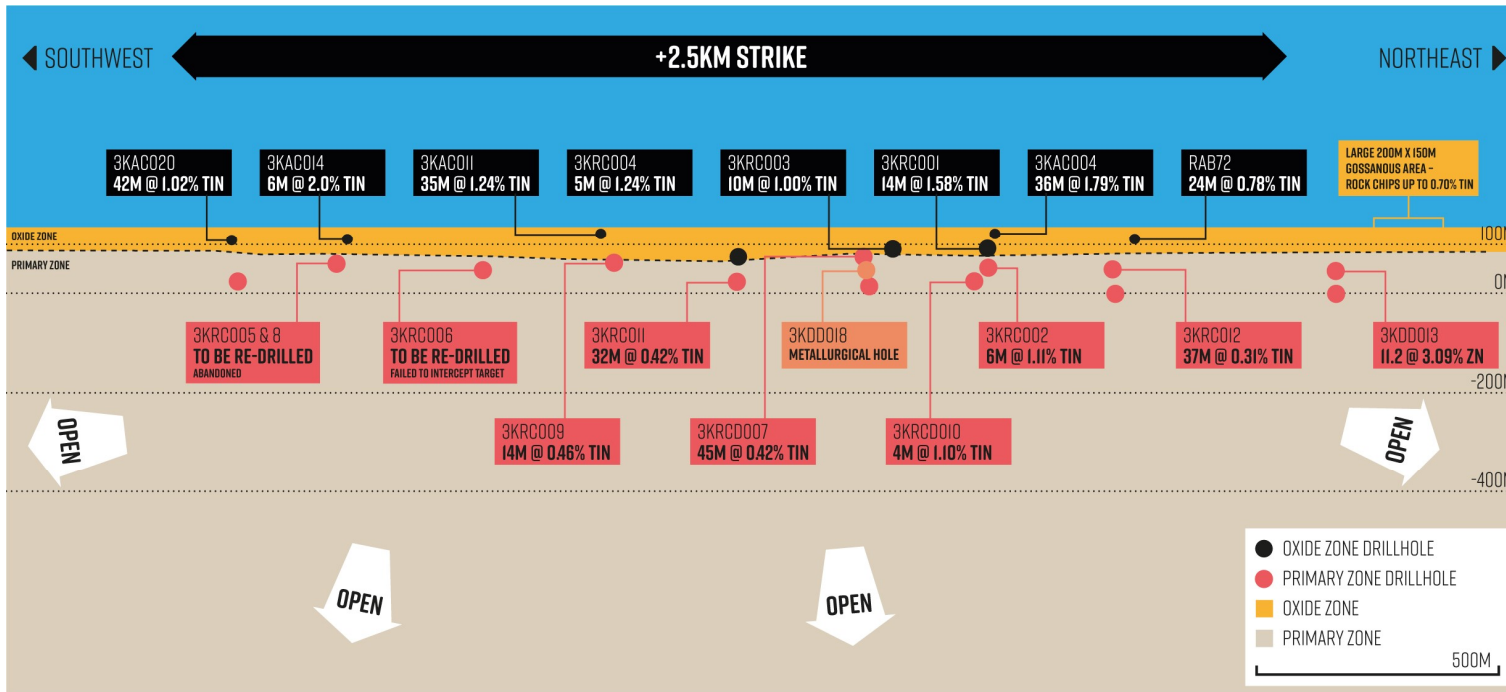 SOUTHWEST
+2.5KM STRIKE
NORTHEAST
3KAC020
42M @ 1.02% TIN
3KAC014
6M @ 2.0% TIN
3KAC011
35M @ 1.24% TIN
3KRC004
5M @ 1.24% TIN
3KRC003
10M @ 1.00% TIN
3KRC001
14M @ 1.58% TIN
3KAC004
36M @ 1.79% TIN
RAB72
24M @ 0.78% TIN
LARGE 200M X 150M
GOSSANOUS AREA –
ROCK CHIPS UP TO 0.70% TIN
OXIDE ZONE
100M
PRIMARY ZONE
0M
3KRC005 & 8
TO BE RE-DRILLED
ABANDONED
3KRC006
TO BE RE-DRILLED
FAILED TO INTERCEPT TARGET
3KRC011
32M @ 0.42% TIN
3KDD018
METALLURGICAL HOLE
3KRC002
6M @ 1.11% TIN
3KRC012
37M @ 0.31% TIN
3KDD013
11.2 @ 3.09% ZN
-200M
3KRC009
14M @ 0.46% TIN
3KRCD007
45M @ 0.42% TIN
3KRCD010
4M @ 1.10% TIN
OPEN
OPEN
-400M
OPEN
OPEN
OXIDE ZONE DRILLHOLE
PRIMARY ZONE DRILLHOLE
OXIDE ZONE
PRIMARY ZONE
500M